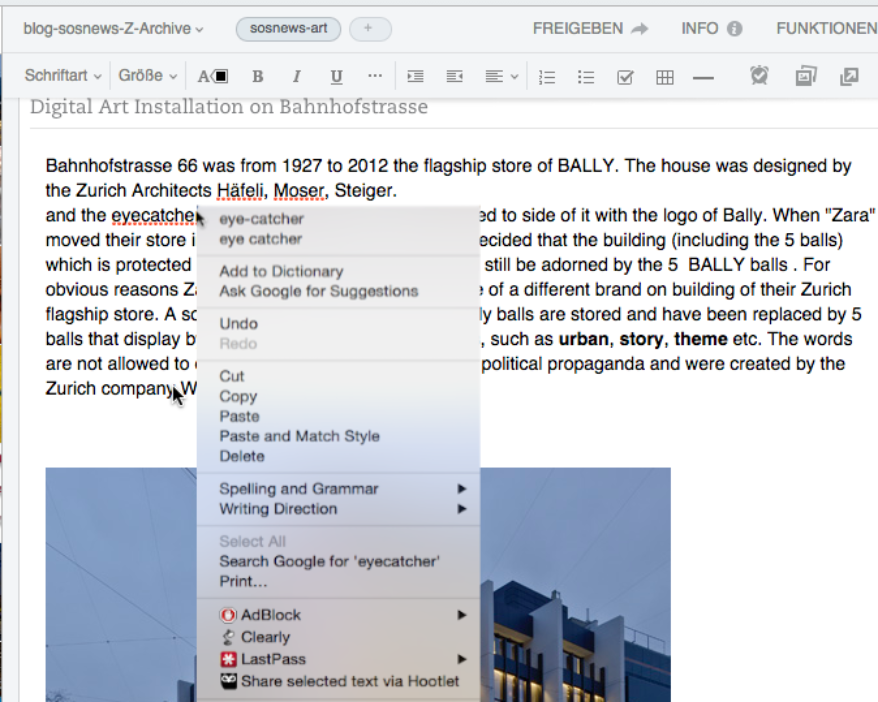 blog-sosnews-Z-Archive sosnews-art + FREIGEBEN INFO FUNKTIONEN
Schriftart Größe A B I U ...
Digital Art Installation on Bahnhofstrasse
Bahnhofstrasse 66 was from 1927 to 2012 the flagship store of BALLY. The house was designed by
the Zurich Architects Häfeli, Moser, Steiger.
and the eyecatche ed to side of it with the logo of Bally. When "Zara"
moved their store i ecided that the building (including the 5 balls)
which is protected still be adorned by the 5 BALLY balls . For
obvious reasons Za e of a different brand on building of their Zurich
flagship store. A so ly balls are stored and have been replaced by 5
balls that display b , such as urban, story, theme etc. The words
are not allowed to political propaganda and were created by the
Zurich company W
eye-catcher
eye catcher
Add to Dictionary
Ask Google for Suggestions
Undo
Redo
Cut
Copy
Paste
Paste and Match Style
Delete
Spelling and Grammar
Writing Direction
Select All
Search Google for 'eyecatcher'
Print...
AdBlock
Clearly
LastPass
Share selected text via Hootlet